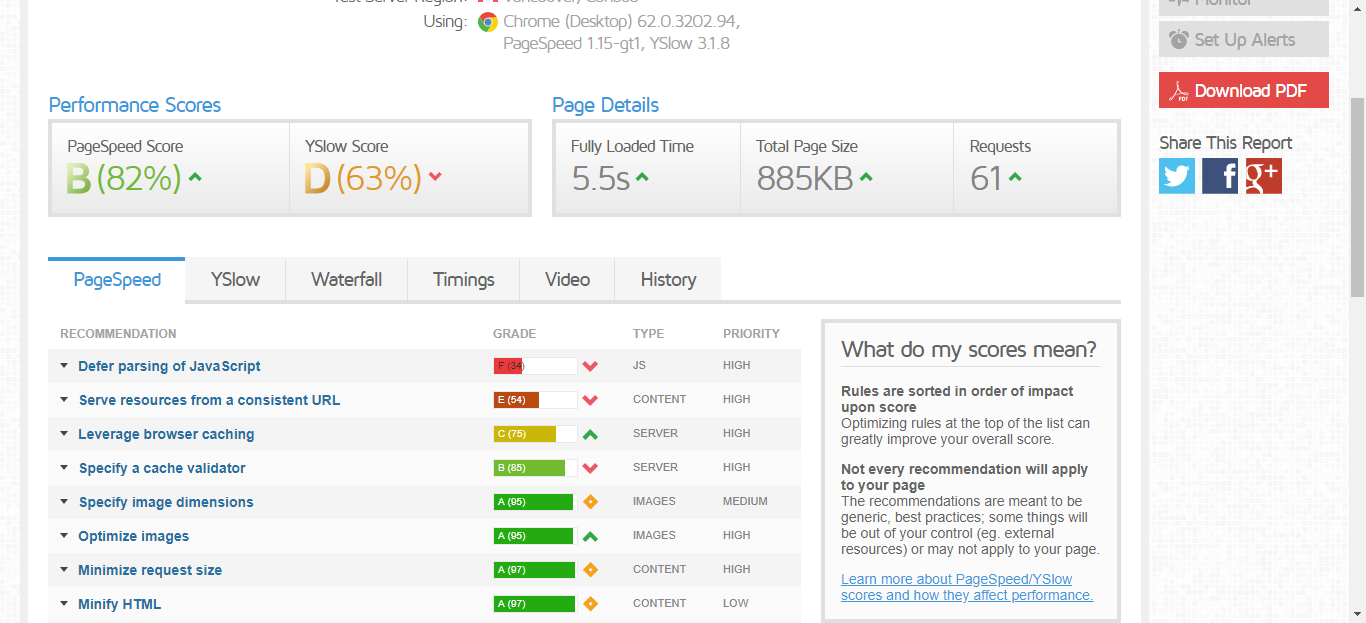 Using:
Chrome (Desktop) 62.0.3202.94,
PageSpeed 1.15-gt1, YSlow 3.1.8
Monitor
Set Up Alerts
Download PDF
Share This Report
Performance Scores
Page Details
PageSpeed Score
YSlow Score
Fully Loaded Time
Total Page Size
Requests
B (82%)
D (63%)
5.5s
885KB
61
PageSpeed
YSlow
Waterfall
Timings
Video
History
RECOMMENDATION GRADE TYPE PRIORITY
Defer parsing of JavaScript F (34) JS HIGH
Serve resources from a consistent URL E (54) CONTENT HIGH
Leverage browser caching C (75) SERVER HIGH
Specify a cache validator B (85) SERVER HIGH
Specify image dimensions A (95) IMAGES MEDIUM
Optimize images A (95) IMAGES HIGH
Minimize request size A (97) CONTENT HIGH
Minify HTML A (97) CONTENT LOW
What do my scores mean?
Rules are sorted in order of impact
upon score
Optimizing rules at the top of the list can
greatly improve your overall score.
Not every recommendation will apply
to your page
The recommendations are meant to be
generic, best practices; some things will
be out of your control (eg. external
resources) or may not apply to your page.
Learn more about PageSpeed/YSlow
scores and how they affect performance.